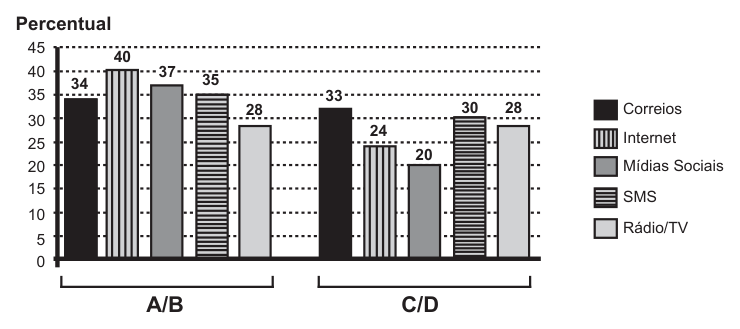 Percentual
45
40
35
30
25
20
15
10
5
0
34 40 37 35 28
33 24 20 30 28
A/B C/D
Correios
Internet
Mídias Sociais
SMS
Rádio/TV